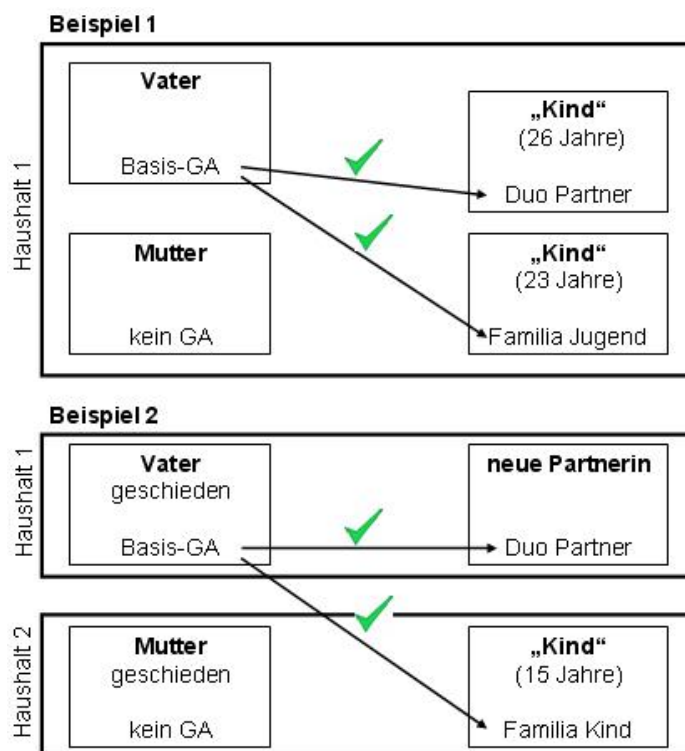 Beispiel 1
Haushalt 1
Vater
Basis-GA
„Kind“
(26 Jahre)
Duo Partner
Mutter
kein GA
„Kind“
(23 Jahre)
Familia Jugend
Beispiel 2
Haushalt 1
Vater
geschieden
Basis-GA
neue Partnerin
Duo Partner
Haushalt 2
Mutter
geschieden
kein GA
„Kind“
(15 Jahre)
Familia Kind